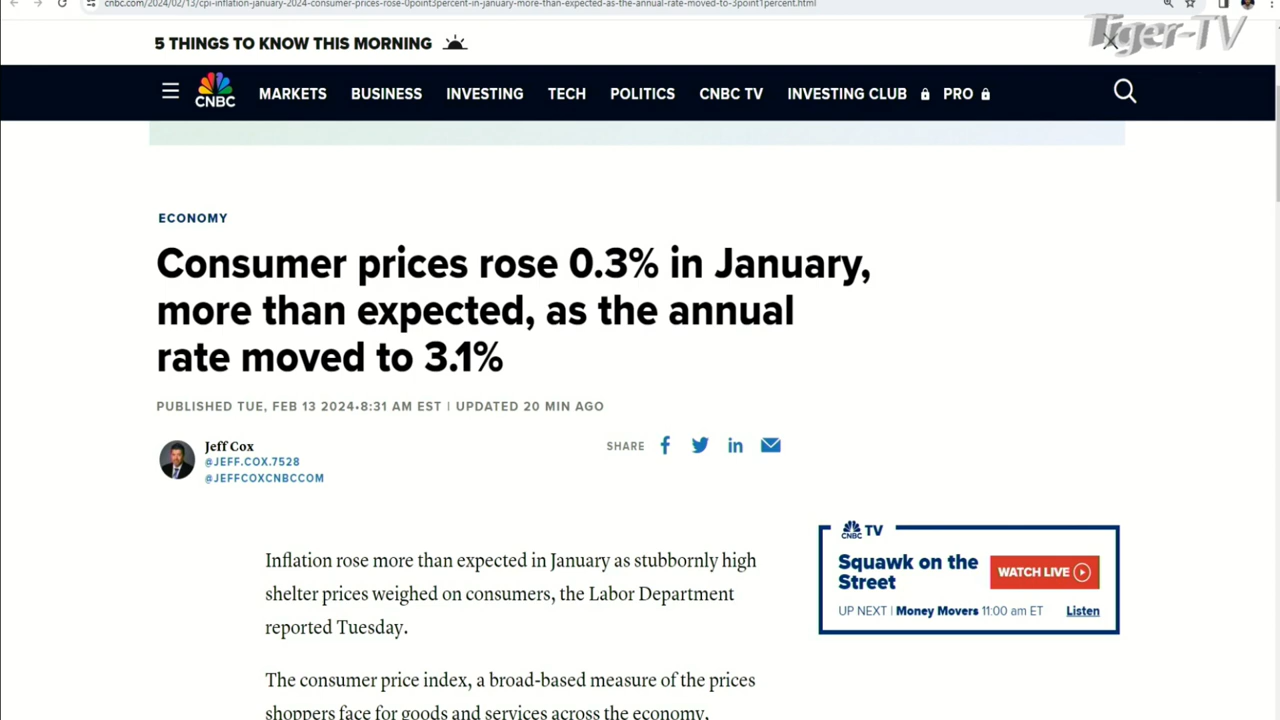 cnbc.com/2024/02/13/cpi-inflation-january-2024-consumer-prices-rose-0point3percent-in-january-more-than-expected-as-the-annual-rate-moved-to-3point1percent.html
Tiger-TV
5 THINGS TO KNOW THIS MORNING
CNBC
MARKETS BUSINESS INVESTING TECH POLITICS CNBC TV INVESTING CLUB PRO
ECONOMY
Consumer prices rose 0.3% in January,
more than expected, as the annual
rate moved to 3.1%
PUBLISHED TUE, FEB 13 2024•8:31 AM EST | UPDATED 20 MIN AGO
Jeff Cox
@JEFF.COX.7528
@JEFFCOXCNBCCOM
SHARE
Inflation rose more than expected in January as stubbornly high
shelter prices weighed on consumers, the Labor Department
reported Tuesday.
The consumer price index, a broad-based measure of the prices
shoppers face for goods and services across the economy,
CNBC TV
Squawk on the
Street
WATCH LIVE
UP NEXT | Money Movers 11:00 am ET Listen